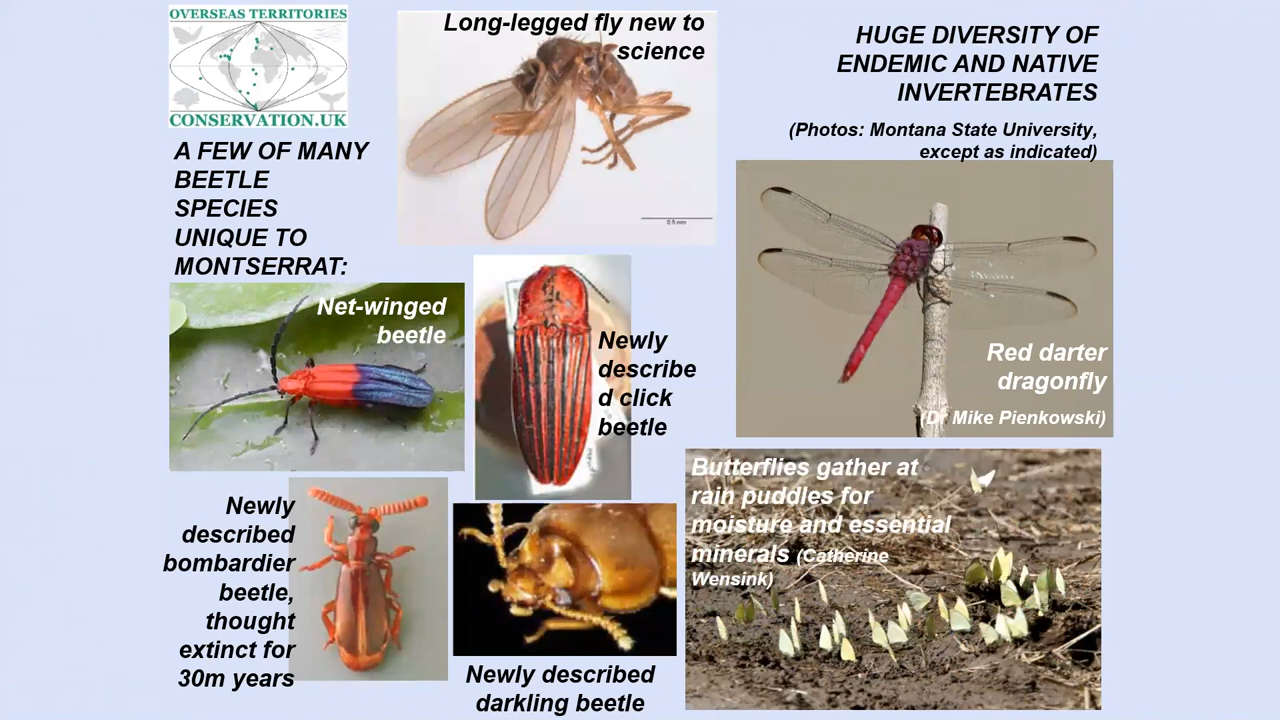 OVERSEAS TERRITORIES
CONSERVATION.UK
A FEW OF MANY
BEETLE
SPECIES
UNIQUE TO
MONTSERRAT:
Long-legged fly new to
science
0.5 mm
HUGE DIVERSITY OF
ENDEMIC AND NATIVE
INVERTEBRATES
(Photos: Montana State University,
except as indicated)
Net-winged
beetle
Newly
describe
d click
beetle
Red darter
dragonfly
(Dr Mike Pienkowski)
Newly
described
bombardier
beetle,
thought
extinct for
30m years
Newly described
darkling beetle
Butterflies gather at
rain puddles for
moisture and essential
minerals (Catherine
Wensink)